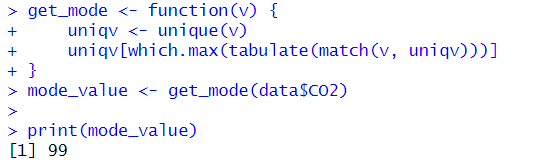 > get_mode <- function(v) {
+     uniqv <- unique(v)
+     uniqv[which.max(tabulate(match(v, uniqv)))]
+ }
> mode_value <- get_mode(data$CO2)
>
> print(mode_value)
[1] 99